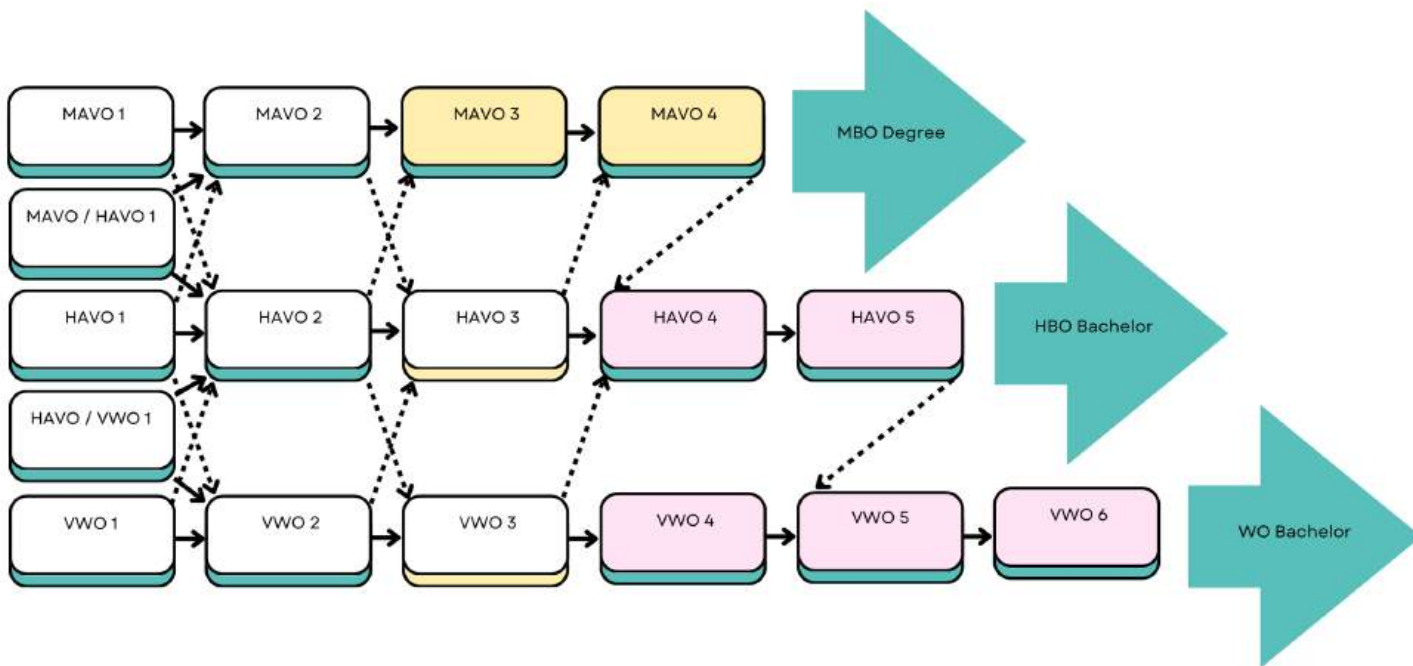 MAVO 1
MAVO 2
MAVO 3
MAVO 4
MBO Degree
MAVO / HAVO 1
HAVO 1
HAVO 2
HAVO 3
HAVO 4
HAVO 5
HBO Bachelor
HAVO / VWO 1
VWO 1
VWO 2
VWO 3
VWO 4
VWO 5
VWO 6
WO Bachelor